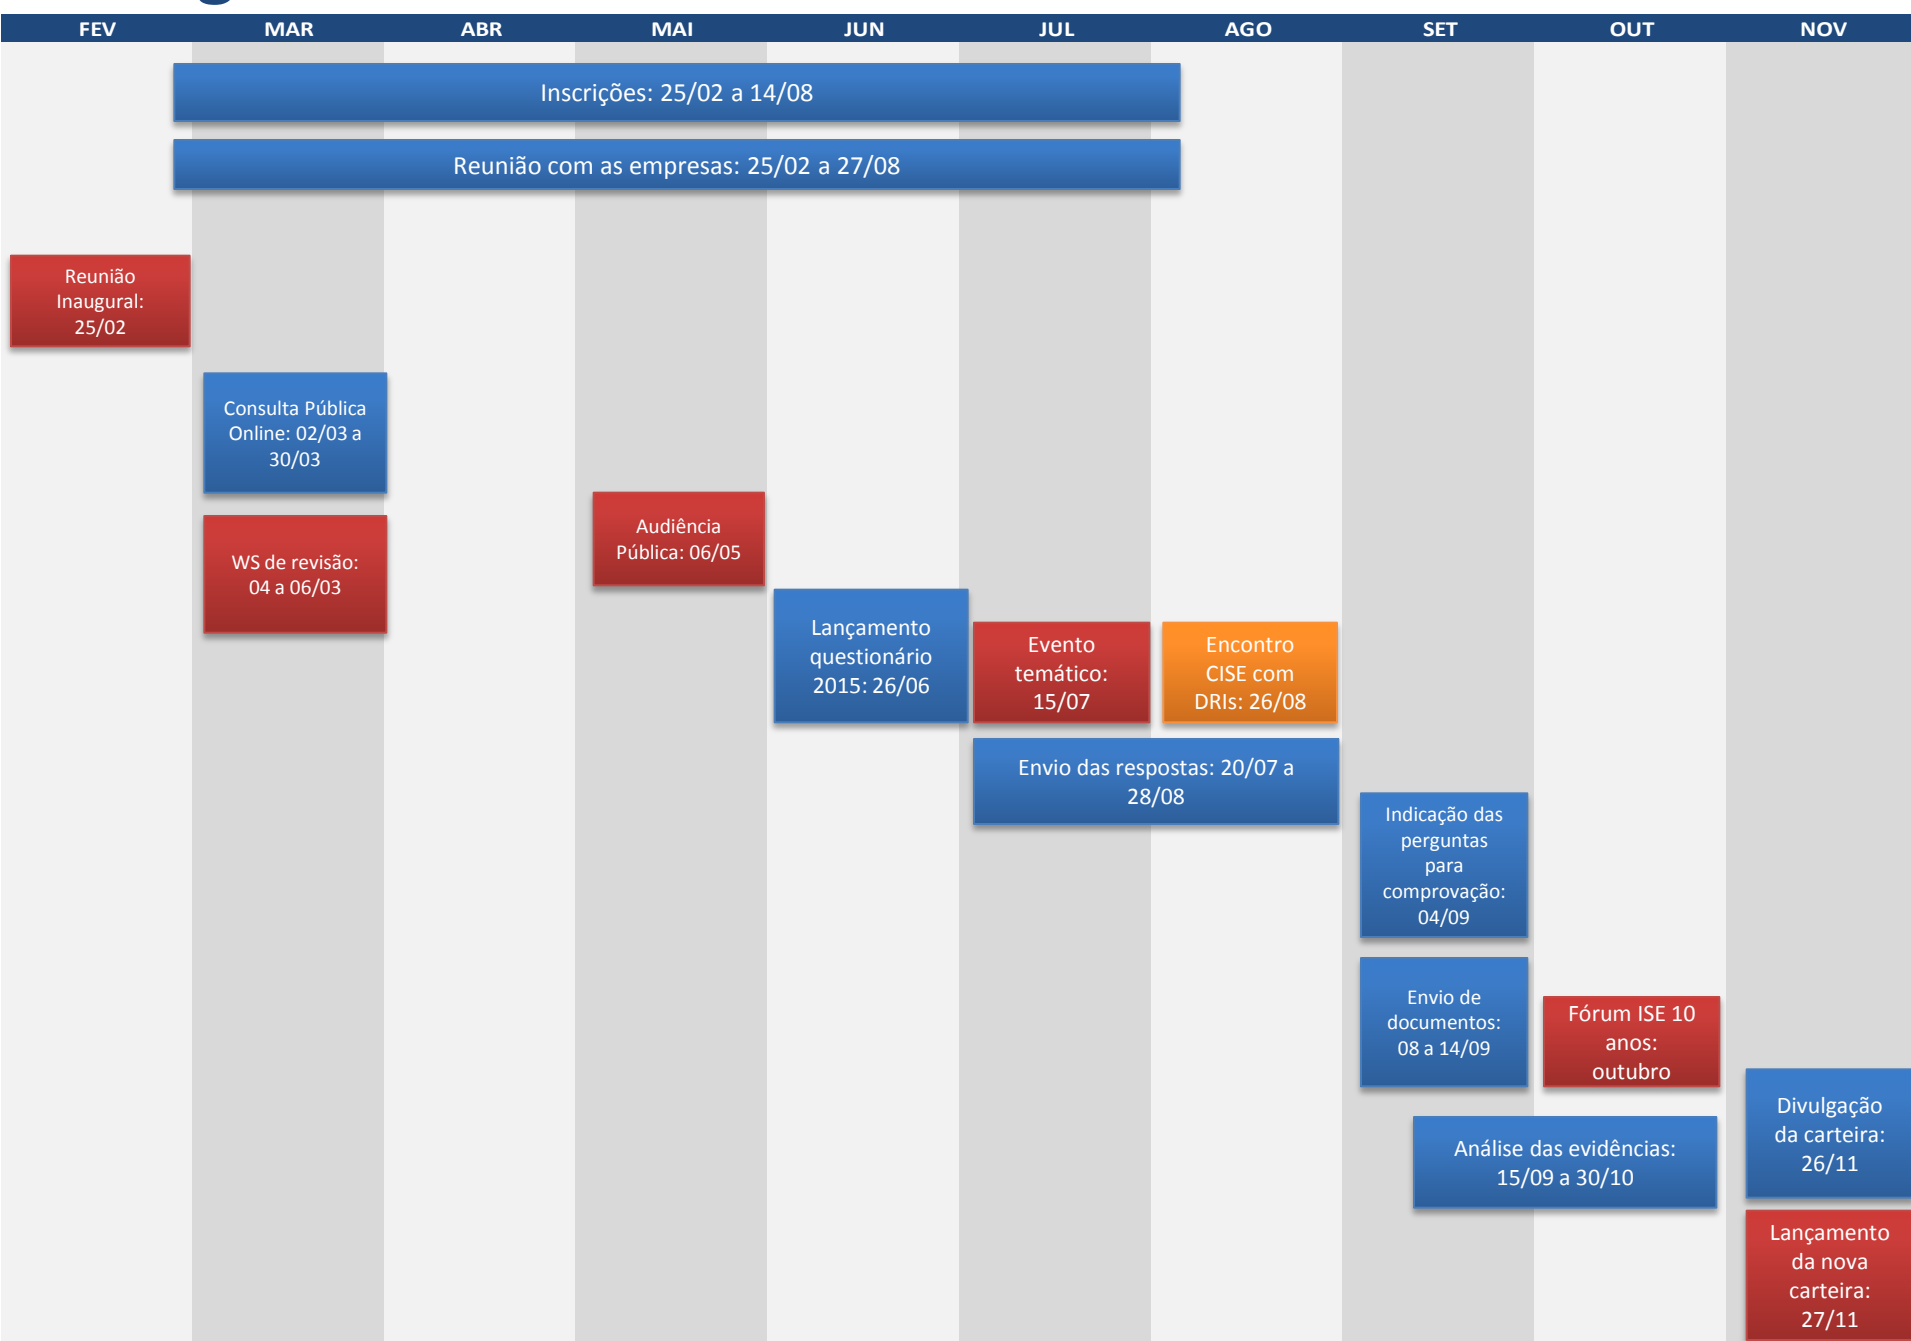 FEV MAR ABR MAI JUN JUL AGO SET OUT NOV
Inscrições: 25/02 a 14/08
Reunião com as empresas: 25/02 a 27/08
Reunião
Inaugural:
25/02
Consulta Pública
Online: 02/03 a
30/03
WS de revisão:
04 a 06/03
Audiência
Pública: 06/05
Lançamento
questionário
2015: 26/06
Evento
temático:
15/07
Encontro
CISE com
DRIs: 26/08
Envio das respostas: 20/07 a
28/08
Indicação das
perguntas
para
comprovação:
04/09
Envio de
documentos:
08 a 14/09
Fórum ISE 10
anos:
outubro
Análise das evidências:
15/09 a 30/10
Divulgação
da carteira:
26/11
Lançamento
da nova
carteira:
27/11